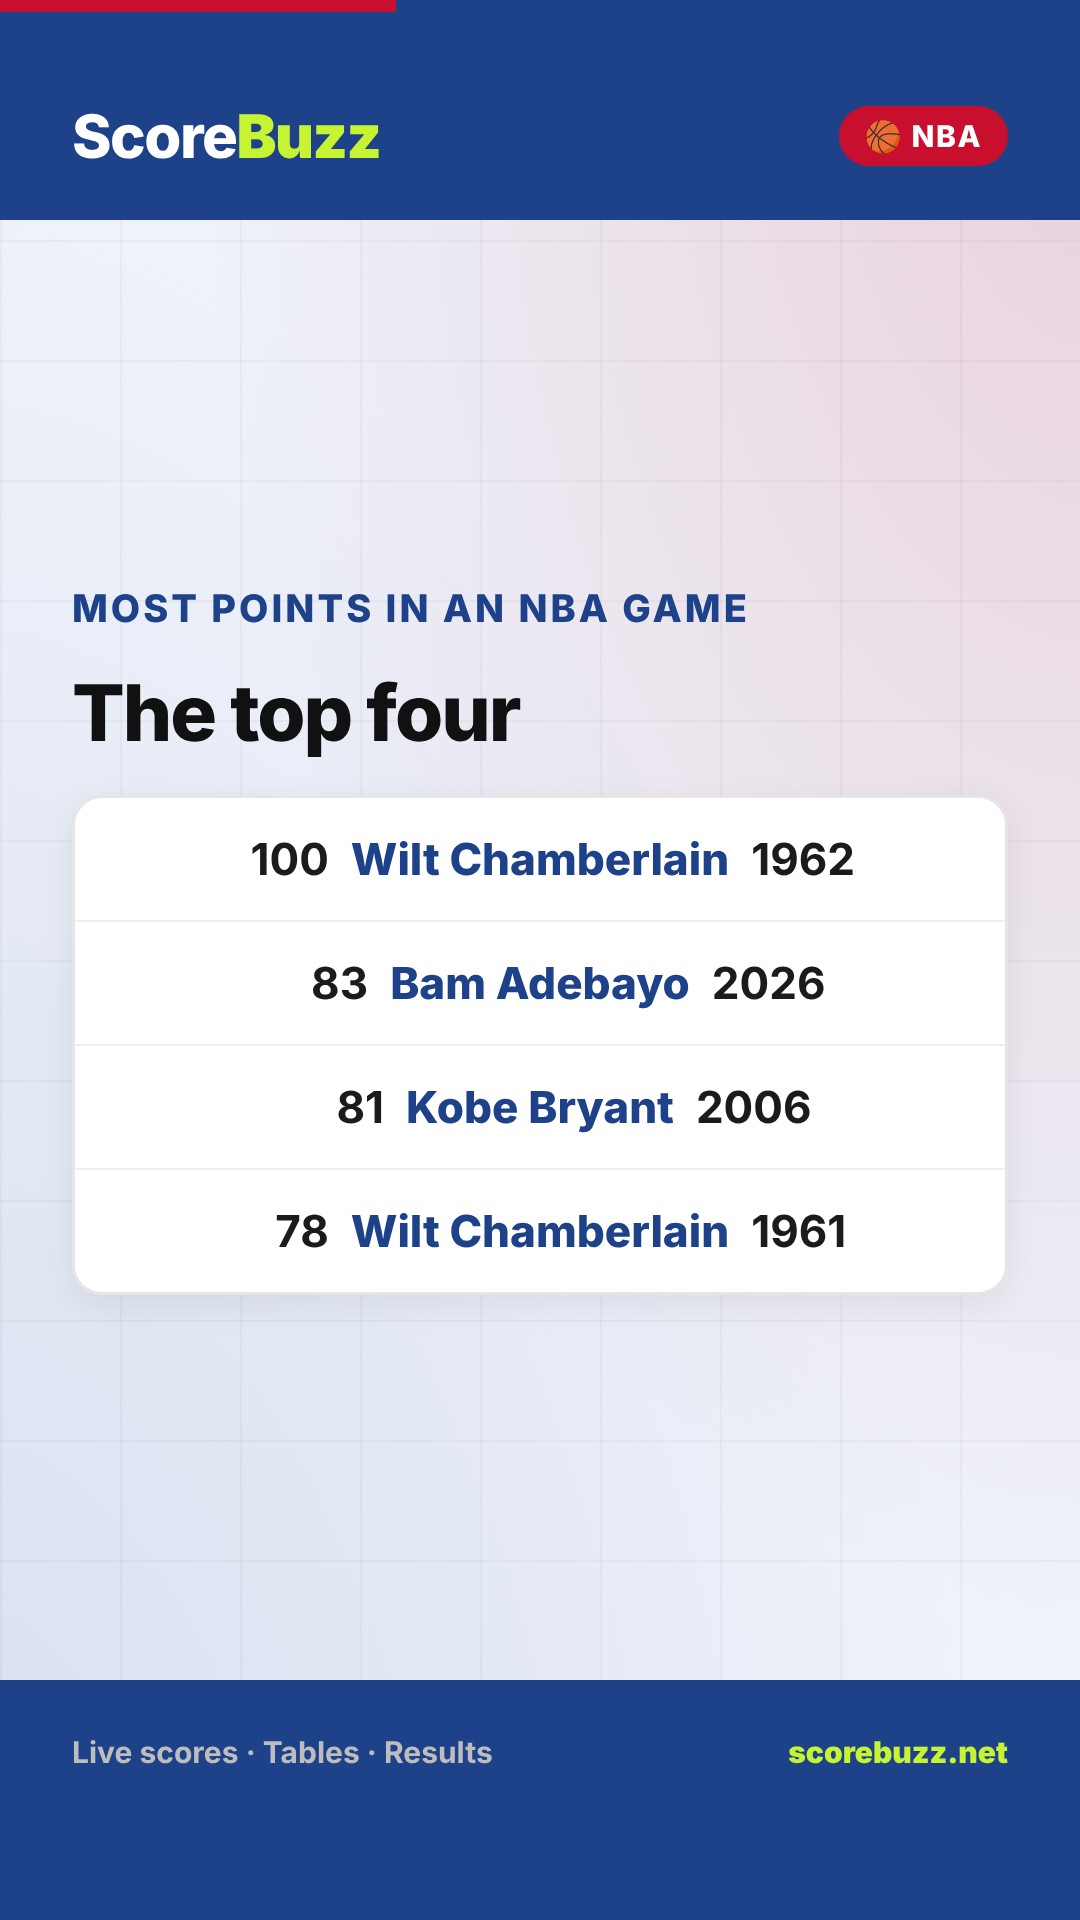 ScoreBuzz
🏀 NBA
MOST POINTS IN AN NBA GAME
The top four
100 Wilt Chamberlain 1962
83 Bam Adebayo 2026
81 Kobe Bryant 2006
78 Wilt Chamberlain 1961
Live scores · Tables · Results
scorebuzz.net